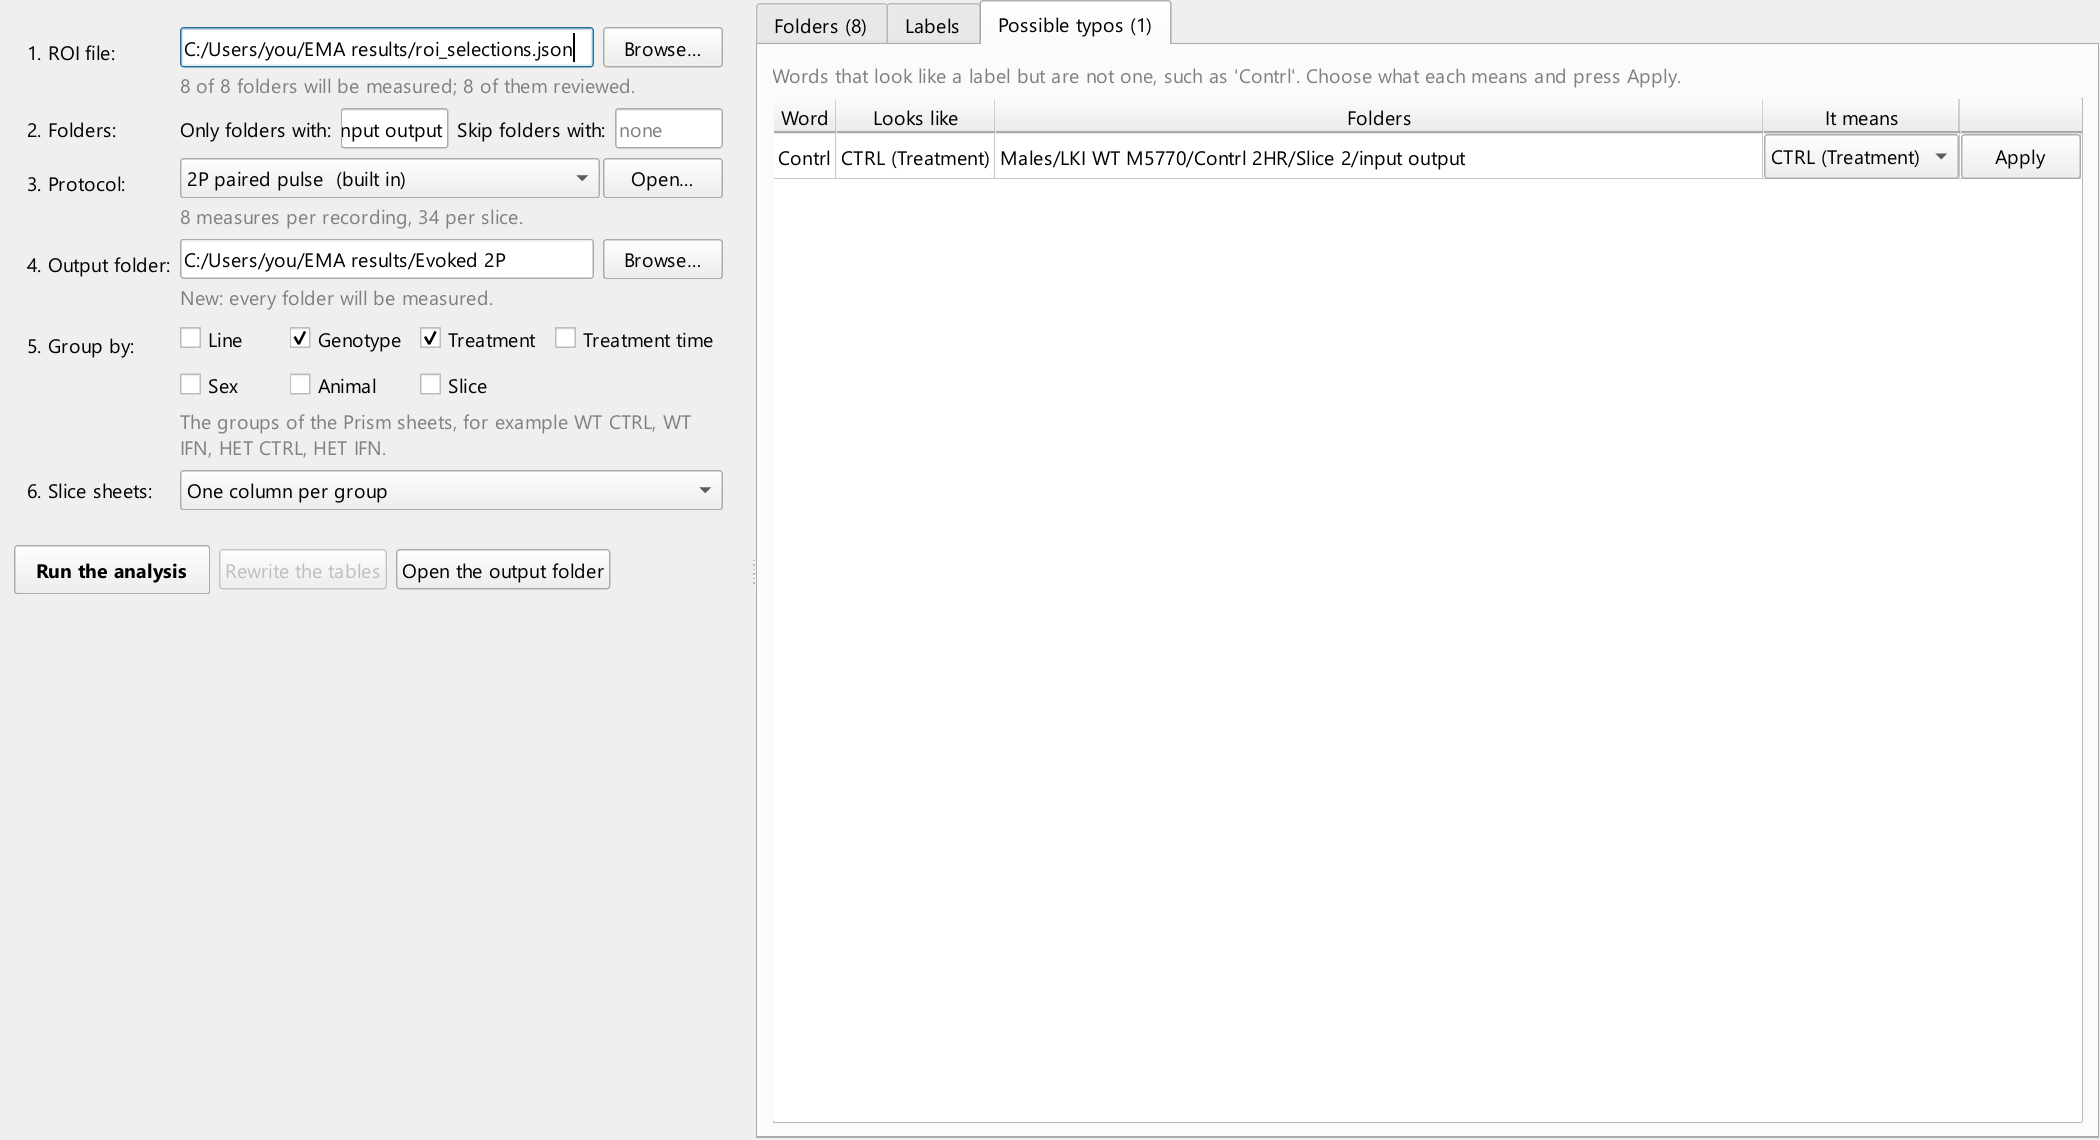 1. ROI file: C:/Users/you/EMA results/roi_selections.json Browse...
8 of 8 folders will be measured; 8 of them reviewed.
2. Folders: Only folders with: nput output Skip folders with: none
3. Protocol: 2P paired pulse (built in) Open...
8 measures per recording, 34 per slice.
4. Output folder: C:/Users/you/EMA results/Evoked 2P Browse...
New: every folder will be measured.
5. Group by: Line Genotype Treatment Treatment time
Sex Animal Slice
The groups of the Prism sheets, for example WT CTRL, WT
IFN, HET CTRL, HET IFN.
6. Slice sheets: One column per group
Run the analysis Rewrite the tables Open the output folder
Folders (8) Labels Possible typos (1)
Words that look like a label but are not one, such as 'Contrl'. Choose what each means and press Apply.
Word Looks like Folders It means
Contrl CTRL (Treatment) Males/LKI WT M5770/Contrl 2HR/Slice 2/input output CTRL (Treatment) Apply